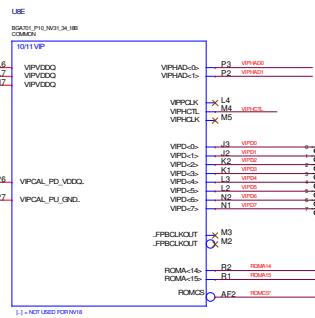 U8E
BGA701_P10_NV31_34_18B
COMMON
10/11 VIP
VIPVDDQ
VIPVDDQ
VIPVDDQ
VIPHAD<0> P3 VIPHAD0
VIPHAD<1> P2 VIPHAD1
VIPPCLK L4
VIPHCTL M4 VIPHCTL
VIPHCLK M5
VIPD<0> J3 VIPD0
VIPD<1> J2 VIPD1
VIPD<2> K2 VIPD2
VIPD<3> K1 VIPD3
VIPD<4> L3 VIPD4
VIPD<5> L2 VIPD5
VIPD<6> N2 VIPD6
VIPD<7> N1 VIPD7
VIPCAL_PD_VDDQ
VIPCAL_PU_GND
FPBCLKOUT M3
FPBCLKOUT M2
ROMA<14> R2 ROMA14
ROMA<15> R1 ROMA15
ROMCS AF2 ROMCS*
[..] = NOT USED FOR NV18